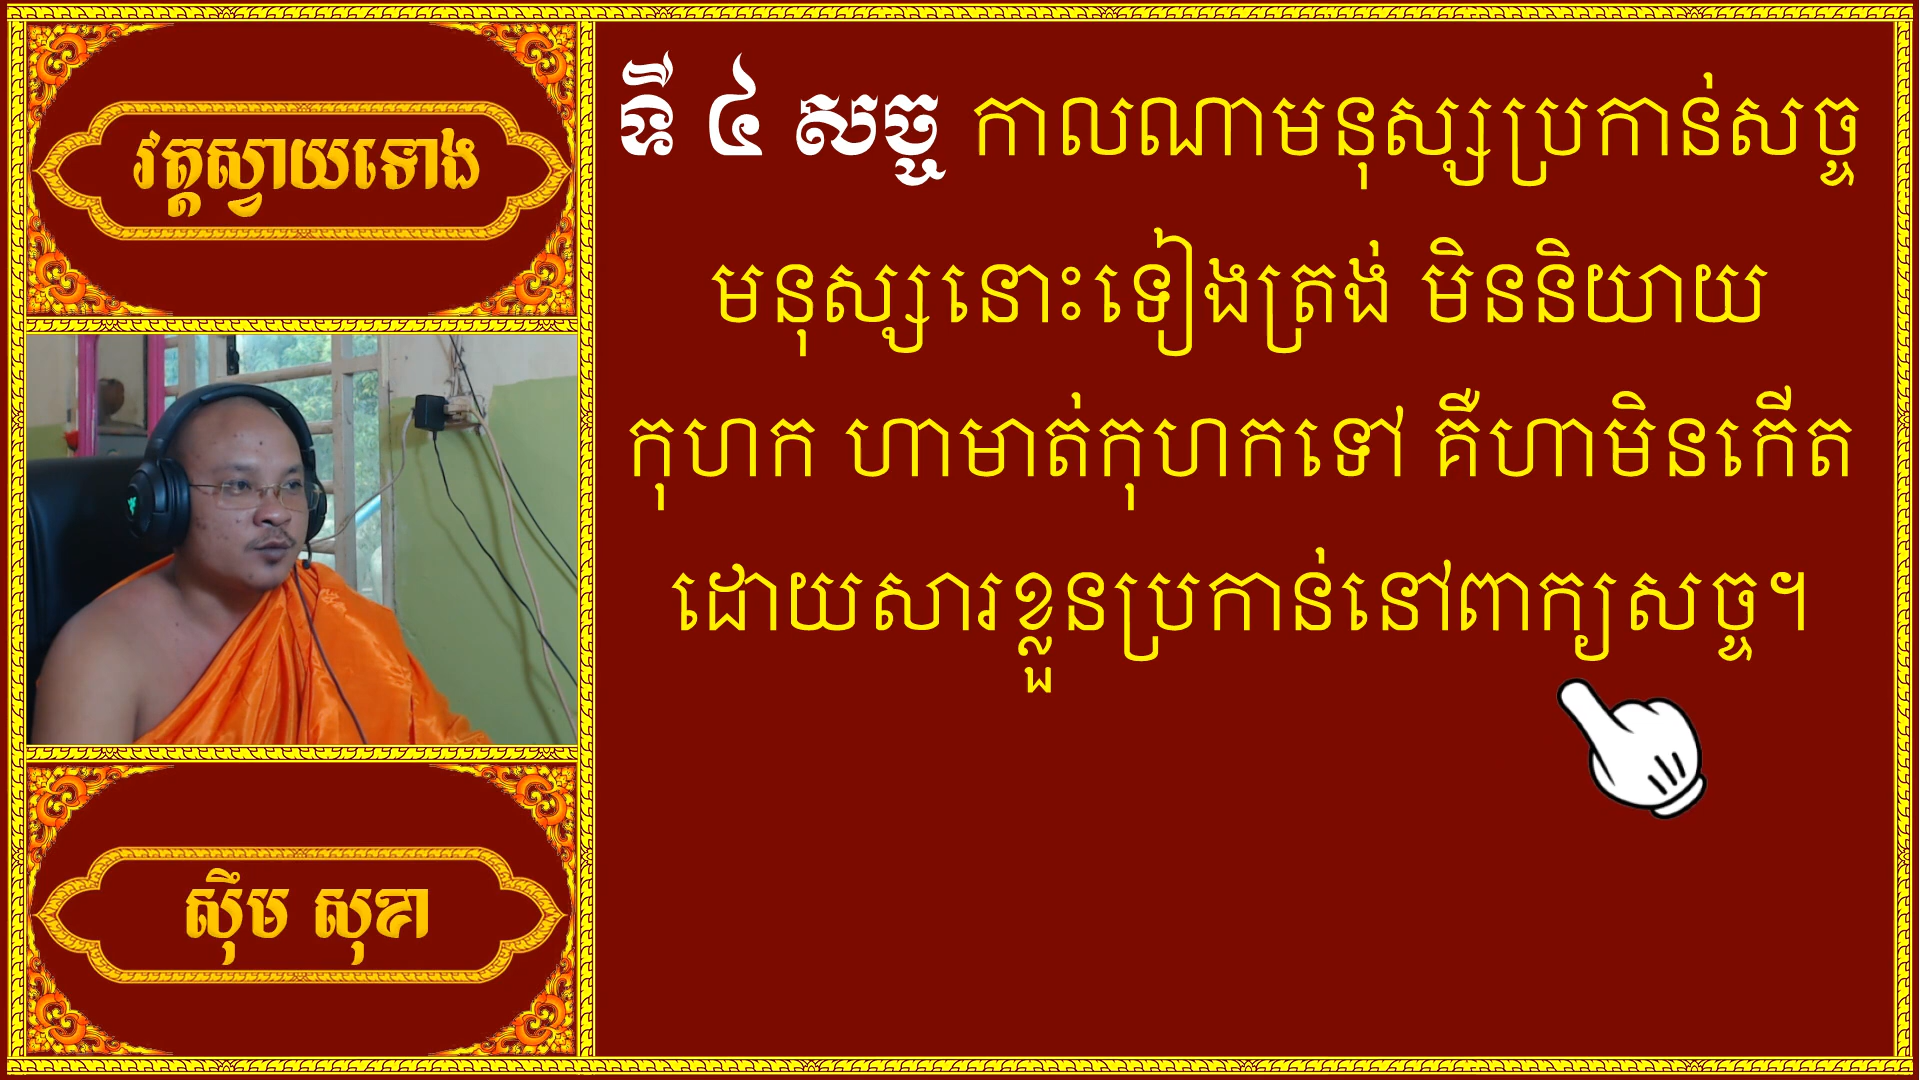 វត្តស្វាយទោង
ស៊ឹម សុខា
ទី ៤ សច្ច កាលណាមនុស្សប្រកាន់សច្ច
មនុស្សនោះទៀងត្រង់ មិននិយាយ
កុហក ហាមាត់កុហកទៅ គឺហាមិនកើត
ដោយសារខ្លួនប្រកាន់នៅពាក្យសច្ច។